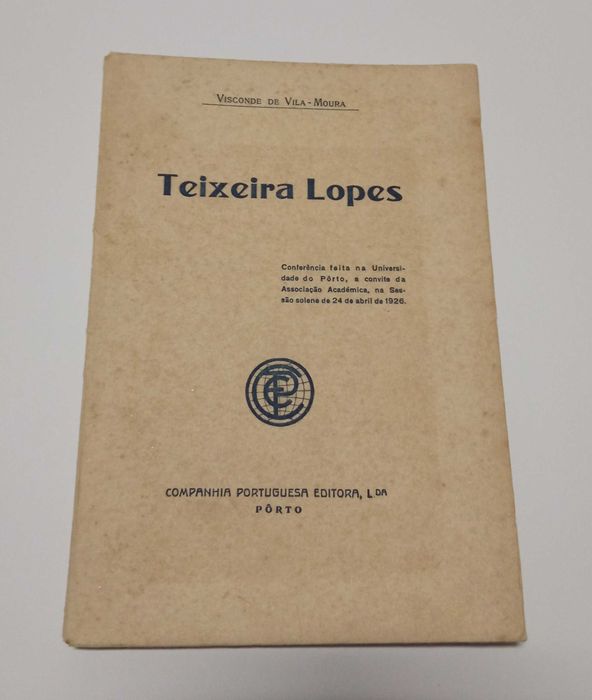 Visconde de Vila-Moura
Teixeira Lopes
Conferência feita na Universi-
dade do Pôrto, a convite da
Associação Académica, na Ses-
são solene de 24 de abril de 1926.
CPE
COMPANHIA PORTUGUESA EDITORA, L.DA
PÔRTO